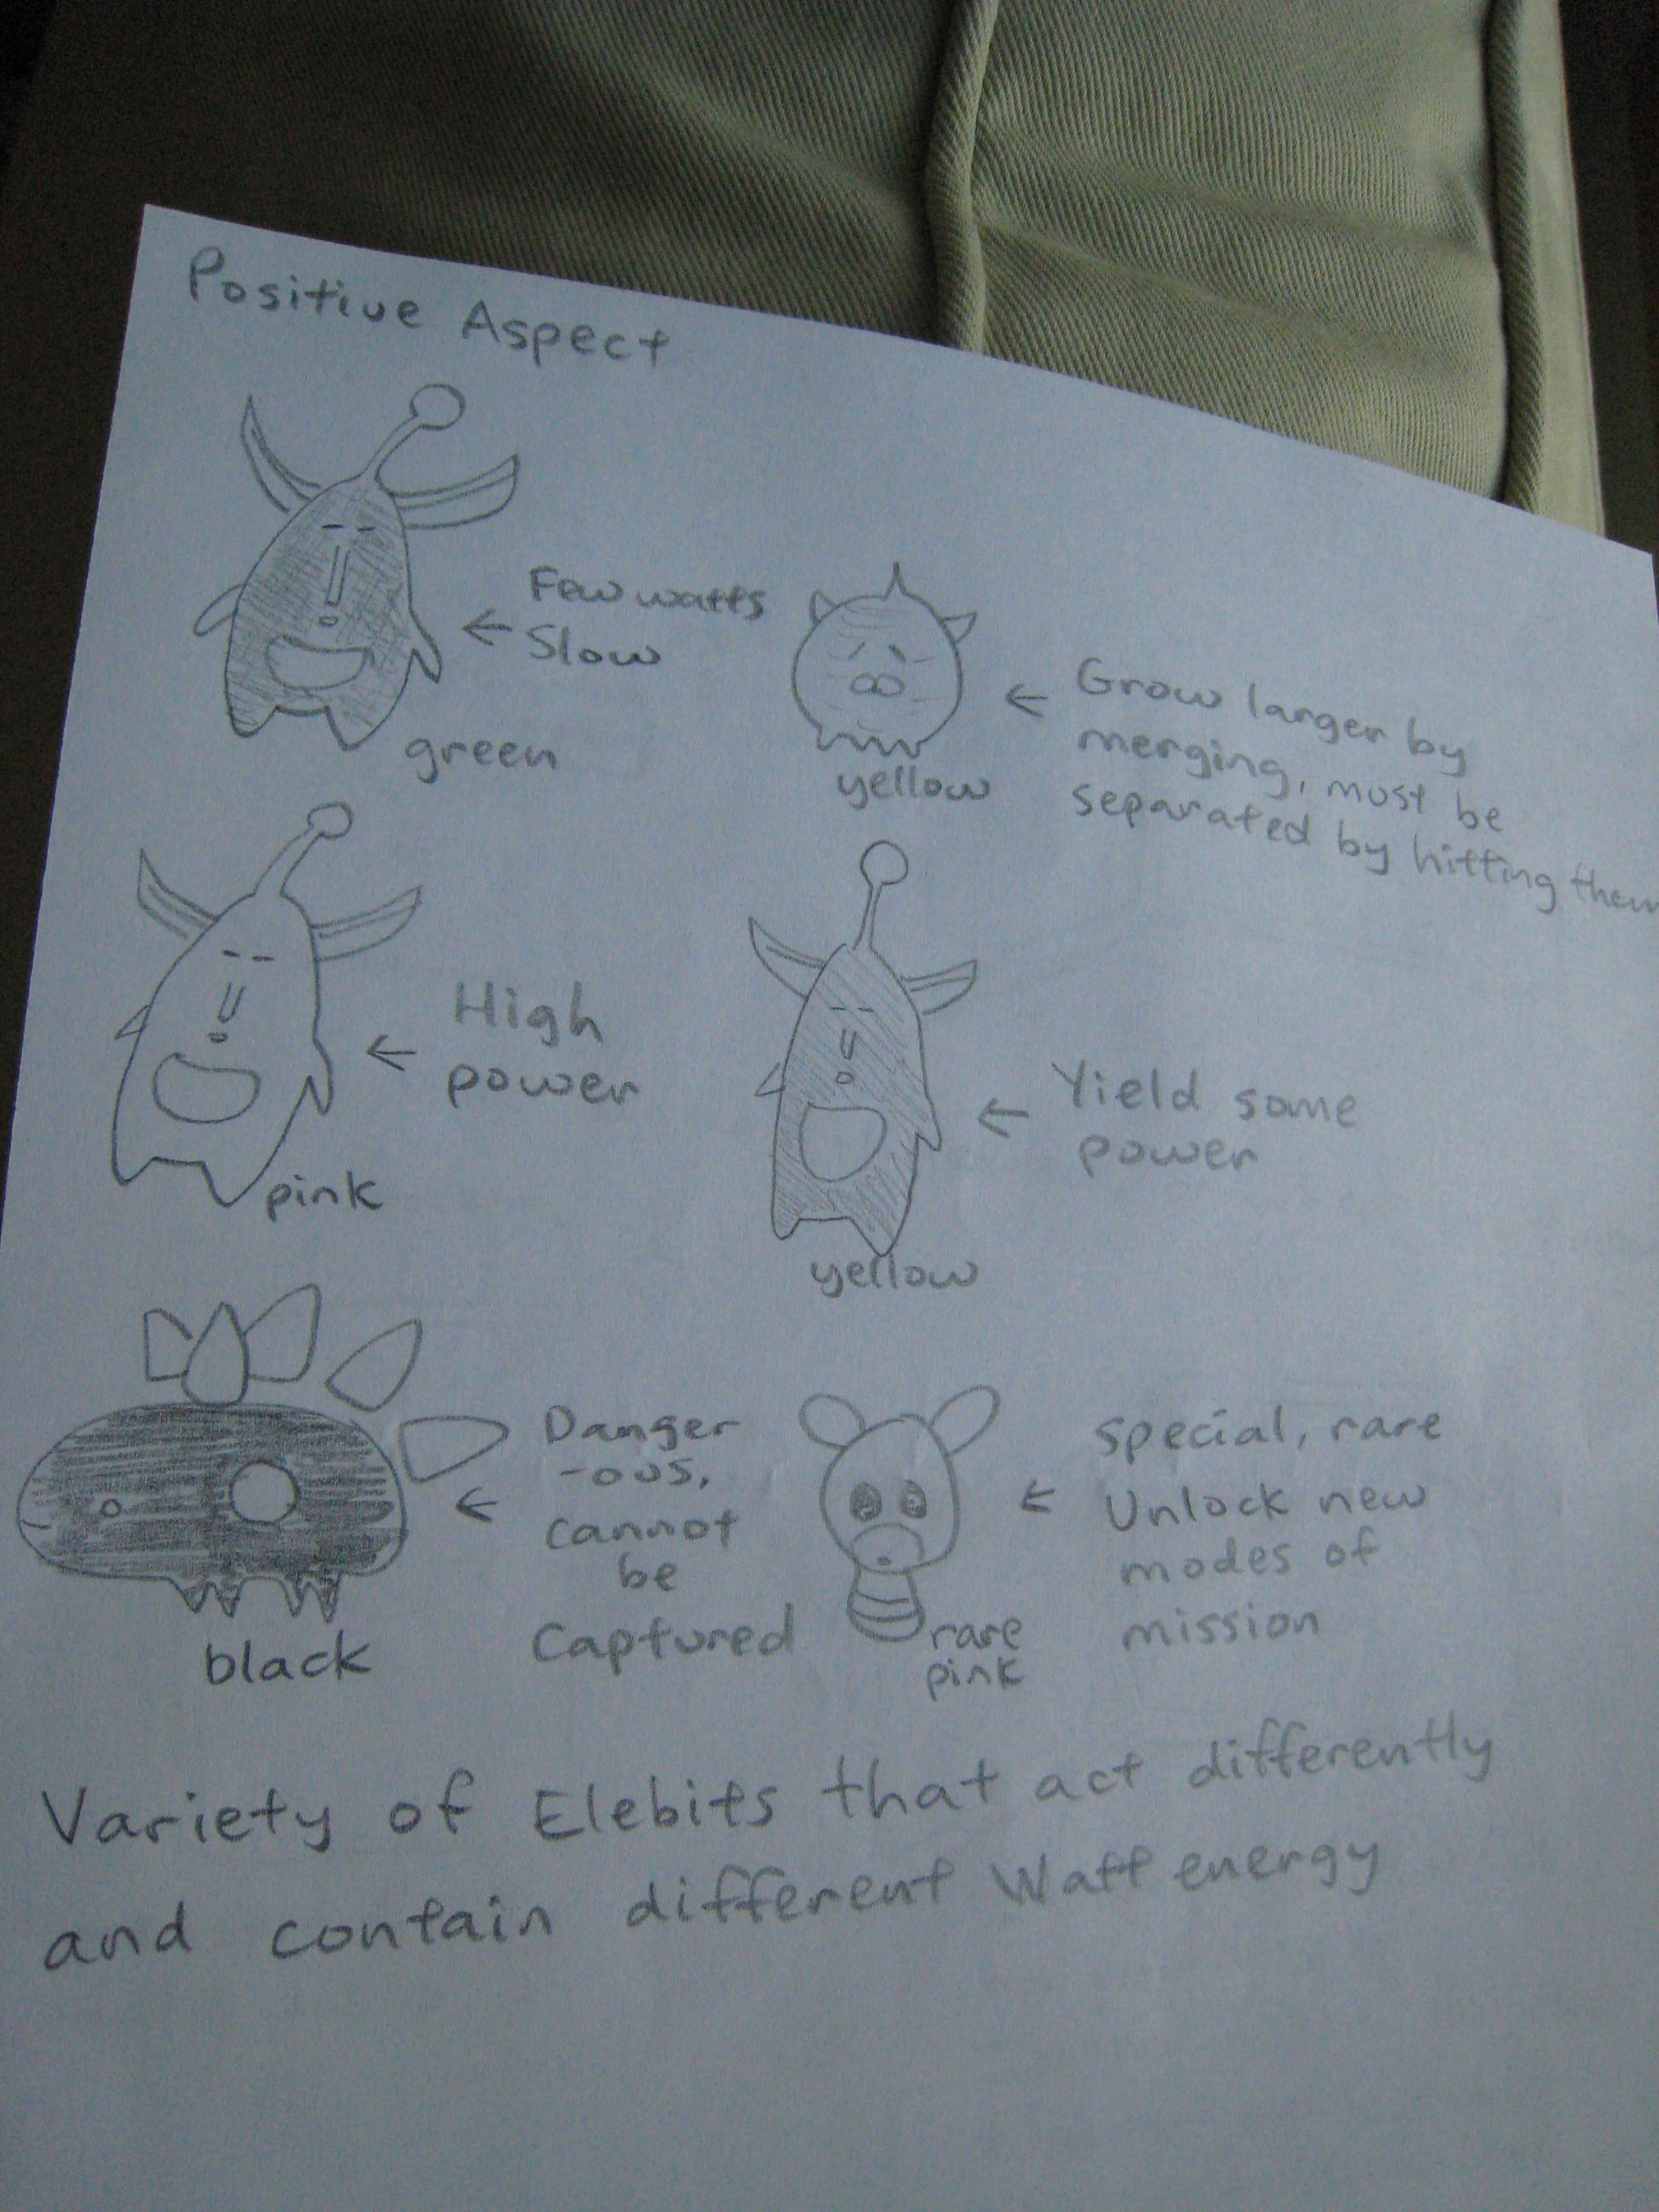 Positive Aspect
Few watts
Slow
green
Grow larger by
merging, must be
separated by hitting them
yellow
High
power
pink
Yield some
power
yellow
Danger
-ous,
cannot
be
Captured
black
special, rare
Unlock new
modes of
mission
rare
pink
Variety of Elebits that act differently
and contain different Watt energy